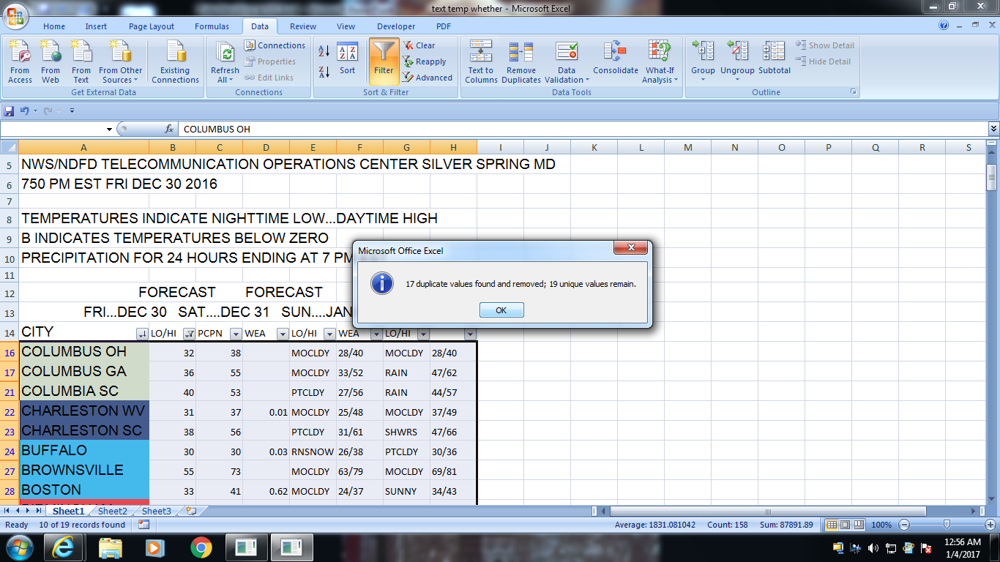 text temp whether - Microsoft Excel
Home Insert Page Layout Formulas Data Review View Developer PDF
From Access
From Web
From Text
From Other Sources
Existing Connections
Get External Data
Refresh All
Connections
Properties
Edit Links
Connections
Sort
Filter
Clear
Reapply
Advanced
Sort & Filter
Text to Columns
Remove Duplicates
Data Validation
Consolidate
What-If Analysis
Data Tools
Group
Ungroup
Subtotal
Show Detail
Hide Detail
Outline
fx COLUMBUS OH
A B C D E F G H I J K L M N O P Q R S
5 NWS/NDFD TELECOMMUNICATION OPERATIONS CENTER SILVER SPRING MD
6 750 PM EST FRI DEC 30 2016
7
8 TEMPERATURES INDICATE NIGHTTIME LOW...DAYTIME HIGH
9 B INDICATES TEMPERATURES BELOW ZERO
10 PRECIPITATION FOR 24 HOURS ENDING AT 7 PM
11
12 FORECAST FORECAST
13 FRI...DEC 30 SAT....DEC 31 SUN....JAN
14 CITY LO/HI PCPN WEA LO/HI WEA LO/HI
16 COLUMBUS OH 32 38 MOCLDY 28/40 MOCLDY 28/40
17 COLUMBUS GA 36 55 MOCLDY 33/52 RAIN 47/62
21 COLUMBIA SC 40 53 PTCLDY 27/56 RAIN 44/57
22 CHARLESTON WV 31 37 0.01 MOCLDY 25/48 MOCLDY 37/49
23 CHARLESTON SC 38 56 PTCLDY 31/61 SHWRS 47/66
24 BUFFALO 30 30 0.03 RNSNOW 26/38 PTCLDY 30/36
27 BROWNSVILLE 55 73 MOCLDY 63/79 MOCLDY 69/81
28 BOSTON 33 41 0.62 MOCLDY 24/37 SUNNY 34/43
Microsoft Office Excel
17 duplicate values found and removed; 19 unique values remain.
OK
Sheet1 Sheet2 Sheet3
Ready 10 of 19 records found Average: 1831.081042 Count: 158 Sum: 87891.89 100%
12:56 AM
1/4/2017